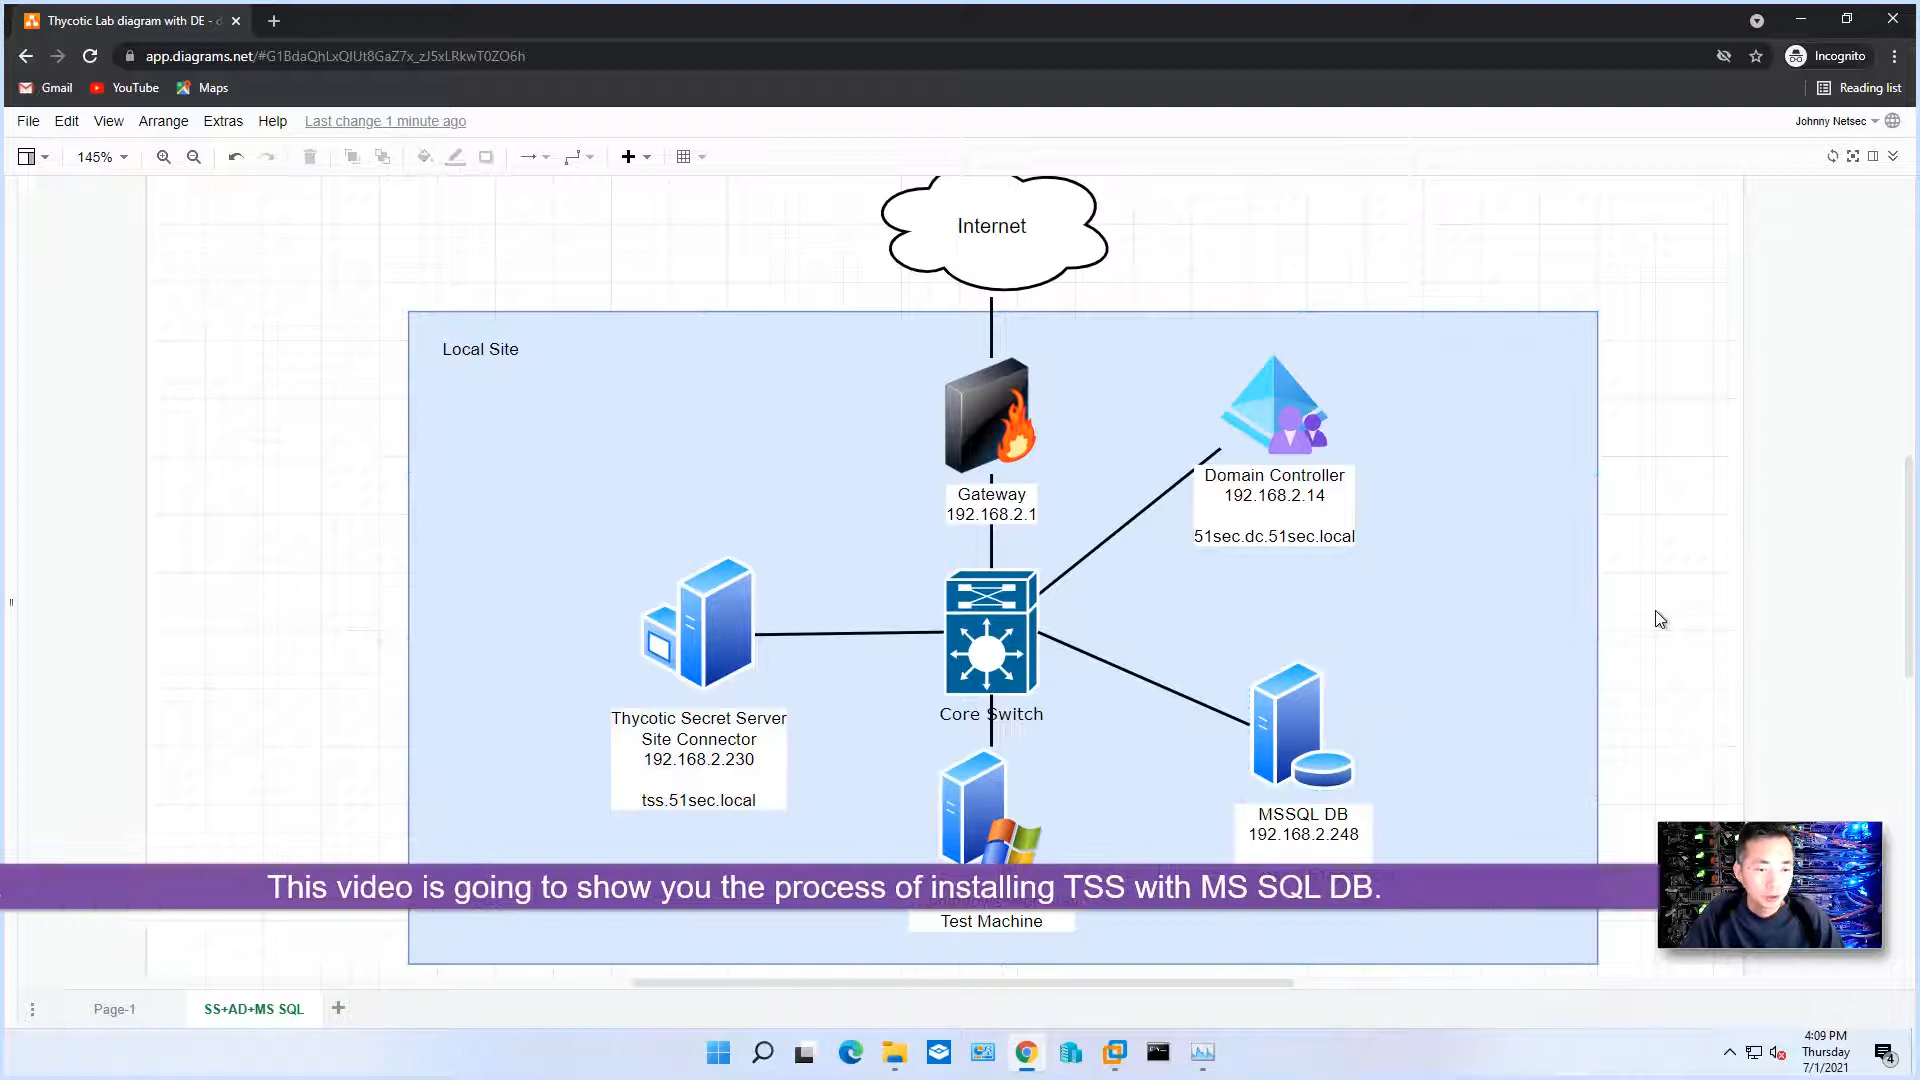 Thycotic Lab diagram with DE - d
app.diagrams.net/#G1BdaQhLxQIUt8GaZ7x_zJ5xLRkwT0ZO6h
Incognito
Gmail
YouTube
Maps
Reading list
File
Edit
View
Arrange
Extras
Help
Last change 1 minute ago
Johnny Netsec
145%
Internet
Local Site
Gateway
192.168.2.1
Domain Controller
192.168.2.14
51sec.dc.51sec.local
Thycotic Secret Server
Site Connector
192.168.2.230
tss.51sec.local
Core Switch
MSSQL DB
192.168.2.248
This video is going to show you the process of installing TSS with MS SQL DB.
Test Machine
Page-1
SS+AD+MS SQL
4:09 PM
Thursday
7/1/2021
4